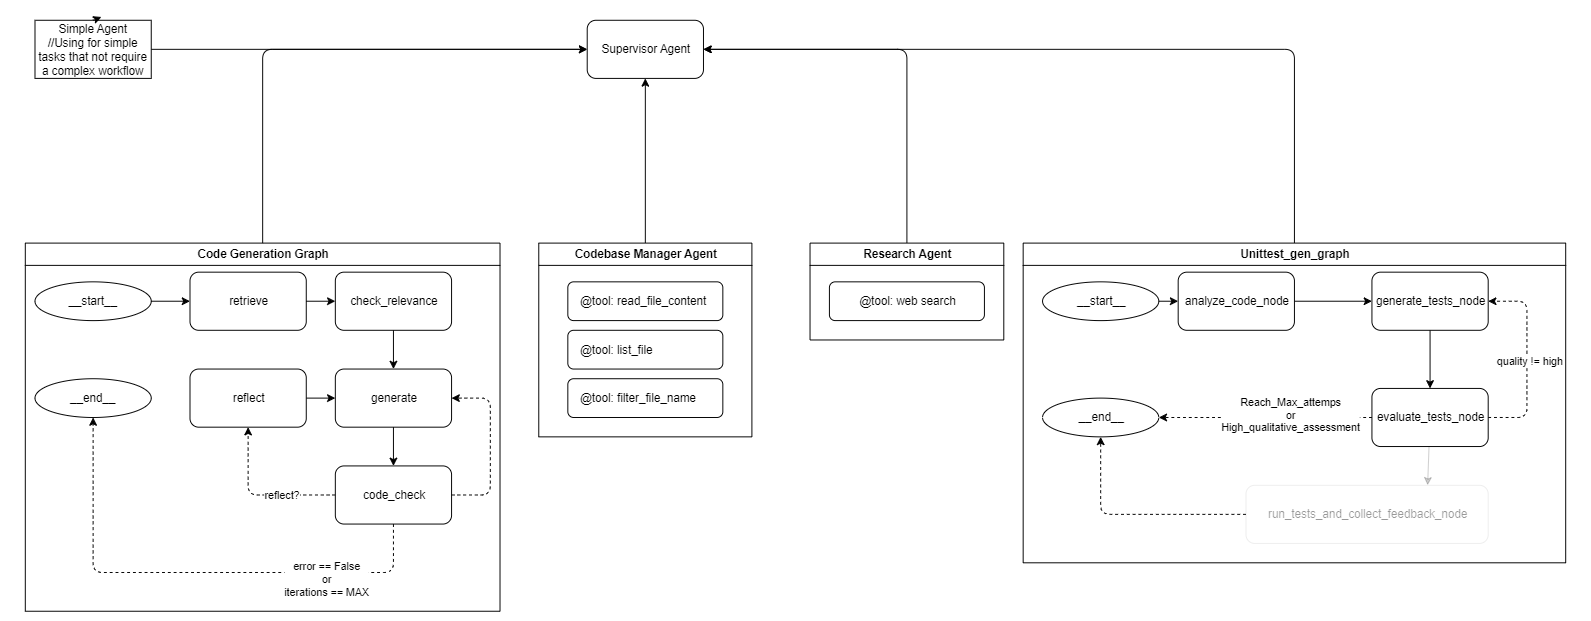 Simple Agent
//Using for simple
tasks that not require
a complex workflow
Supervisor Agent
Code Generation Graph
__start__
retrieve
check_relevance
__end__
reflect
generate
reflect?
code_check
error == False
or
iterations == MAX
Codebase Manager Agent
@tool: read_file_content
@tool: list_file
@tool: filter_file_name
Research Agent
@tool: web search
Unittest_gen_graph
__start__
analyze_code_node
generate_tests_node
quality != high
__end__
Reach_Max_attemps
or
High_qualitative_assessment
evaluate_tests_node
run_tests_and_collect_feedback_node